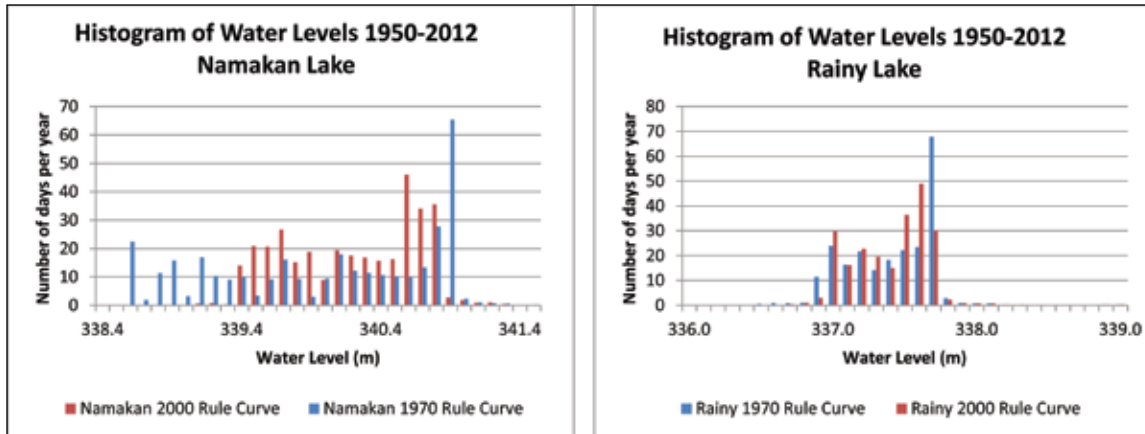 Histogram of Water Levels 1950-2012
Namakan Lake
Number of days per year
70
60
50
40
30
20
10
0
338.4 339.4 340.4 341.4
Water Level (m)
Namakan 2000 Rule Curve Namakan 1970 Rule Curve
Histogram of Water Levels 1950-2012
Rainy Lake
Number of days per year
80
70
60
50
40
30
20
10
0
336.0 337.0 338.0 339.0
Water Level (m)
Rainy 1970 Rule Curve Rainy 2000 Rule Curve